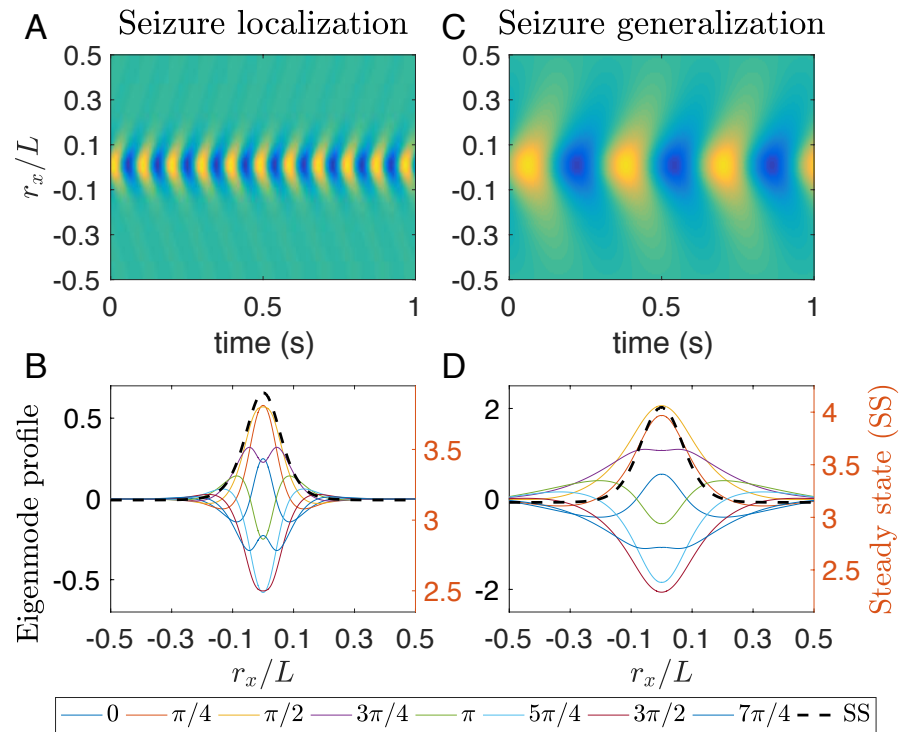 A Seizure localization
C Seizure generalization
0.5
0.3
0.1
-0.1
-0.3
-0.5
r_x/L
0 0.5 1
time (s)
0.5
0.3
0.1
-0.1
-0.3
-0.5
0 0.5 1
time (s)
B
Eigenmode profile
0.5
0
-0.5
3.5
3
2.5
-0.5 -0.3 -0.1 0.1 0.3 0.5
r_x/L
D
2
0
-2
4
3.5
3
2.5
Steady state (SS)
-0.5 -0.3 -0.1 0.1 0.3 0.5
r_x/L
0 π/4 π/2 3π/4 π 5π/4 3π/2 7π/4 SS